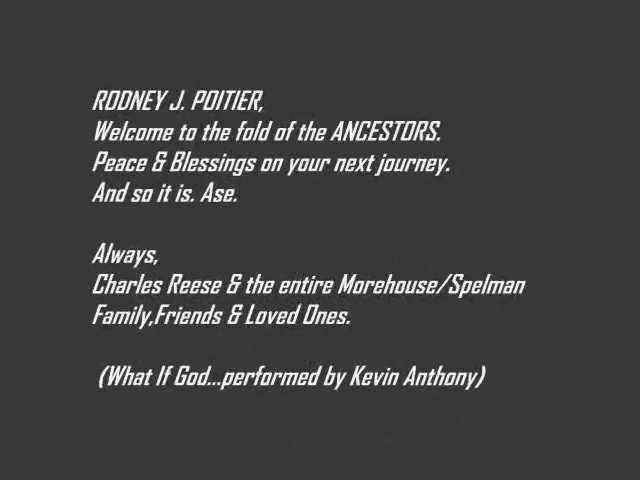 RODNEY J. POITIER,
Welcome to the fold of the ANCESTORS.
Peace & Blessings on your next journey.
And so it is. Ase.
Always,
Charles Reese & the entire Morehouse/Spelman
Family,Friends & Loved Ones.
(What If God...performed by Kevin Anthony)